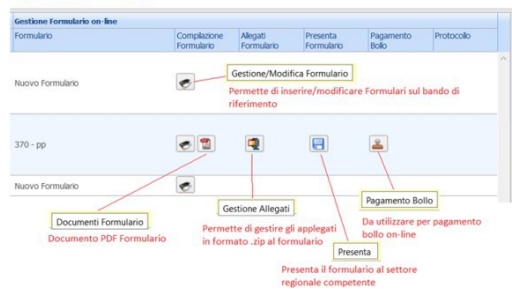 Gestione Formulario on-line
Formulario
Compilazione
Formulario
Allegati
Formulario
Presenta
Formulario
Pagamento
Bollo
Protocollo
Nuovo Formulario
Gestione/Modifica Formulario
Permette di inserire/modificare Formulari sul bando di
riferimento
370 - pp
Nuovo Formulario
Documenti Formulario
Documento PDF Formulario
Gestione Allegati
Permette di gestire gli applegati
in formato .zip al formulario
Presenta
Presenta il formulario al settore
regionale competente
Pagamento Bollo
Da utilizzare per pagamento
bollo on-line